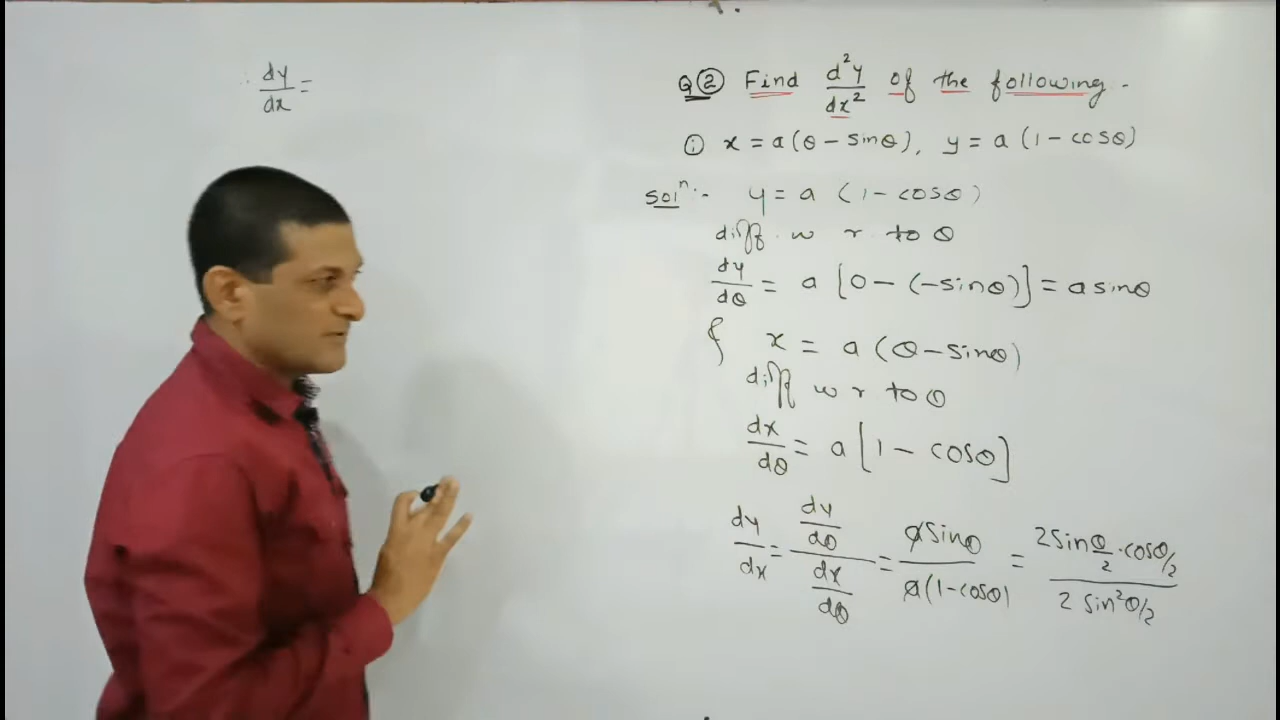 ∴ dy/dx =
Q② Find d²y/dx² of the following -
① x = a(θ - sinθ), y = a(1 - cosθ)
Solⁿ:- y = a (1 - cosθ)
diff. w r to θ
dy/dθ = a [0 - (-sinθ)] = a sinθ
& x = a (θ - sinθ)
diff w r to θ
dx/dθ = a [1 - cosθ]
dy/dx = (dy/dθ)/(dx/dθ) = a sinθ / a(1 - cosθ) = 2 sin θ/2 · cos θ/2 / 2 sin² θ/2